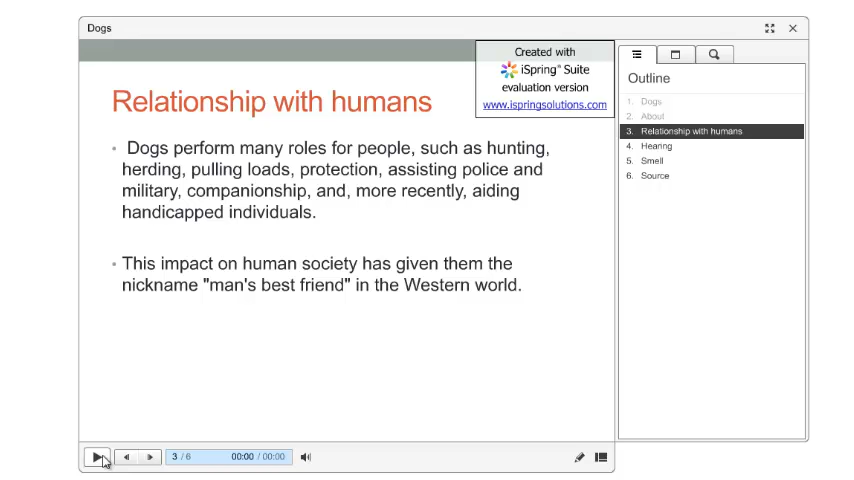 Dogs
Created with
iSpring Suite
evaluation version
www.ispringsolutions.com
Relationship with humans
• Dogs perform many roles for people, such as hunting,
herding, pulling loads, protection, assisting police and
military, companionship, and, more recently, aiding
handicapped individuals.
• This impact on human society has given them the
nickname "man's best friend" in the Western world.
Outline
1. Dogs
2. About
3. Relationship with humans
4. Hearing
5. Smell
6. Source
3 / 6 00:00 / 00:00